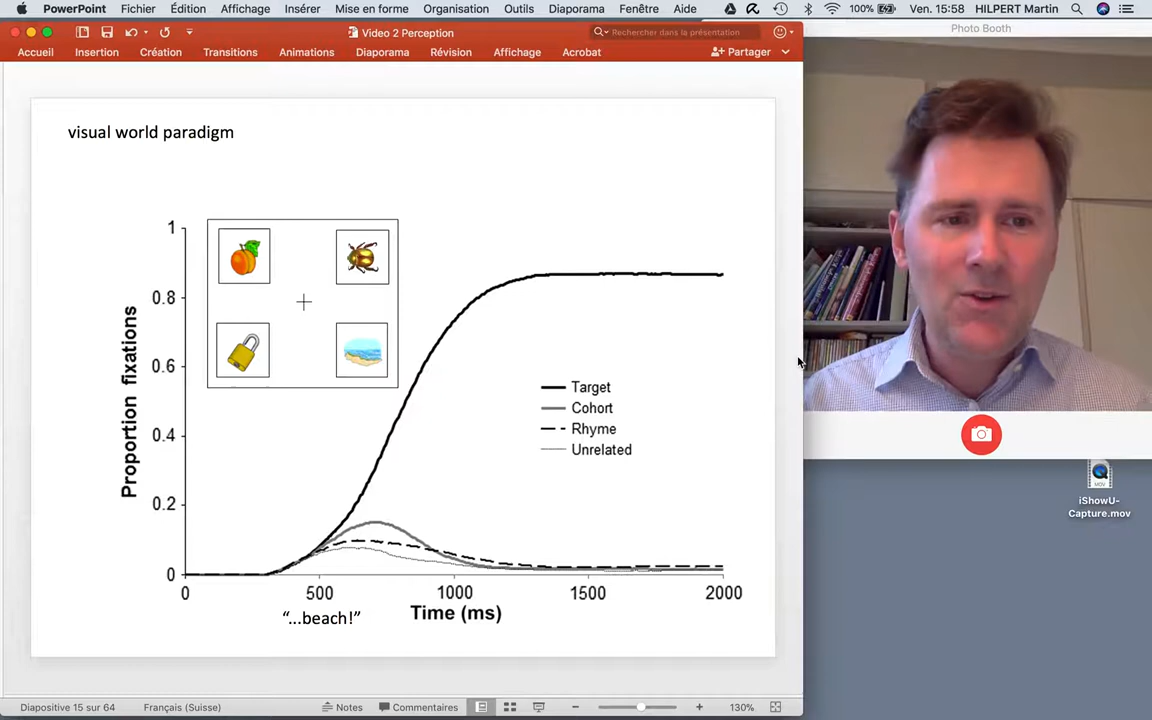 PowerPoint Fichier Édition Affichage Insérer Mise en forme Organisation Outils Diaporama Fenêtre Aide 100% Ven. 15:58 HILPERT Martin
Video 2 Perception
Rechercher dans la présentation
Photo Booth
Accueil Insertion Création Transitions Animations Diaporama Révision Affichage Acrobat Partager
visual world paradigm
Proportion fixations
1
0.8
0.6
0.4
0.2
0
Target
Cohort
Rhyme
Unrelated
0 500 1000 1500 2000
Time (ms)
“...beach!”
MOV
iShowU-
Capture.mov
Diapositive 15 sur 64 Français (Suisse) Notes Commentaires 130%